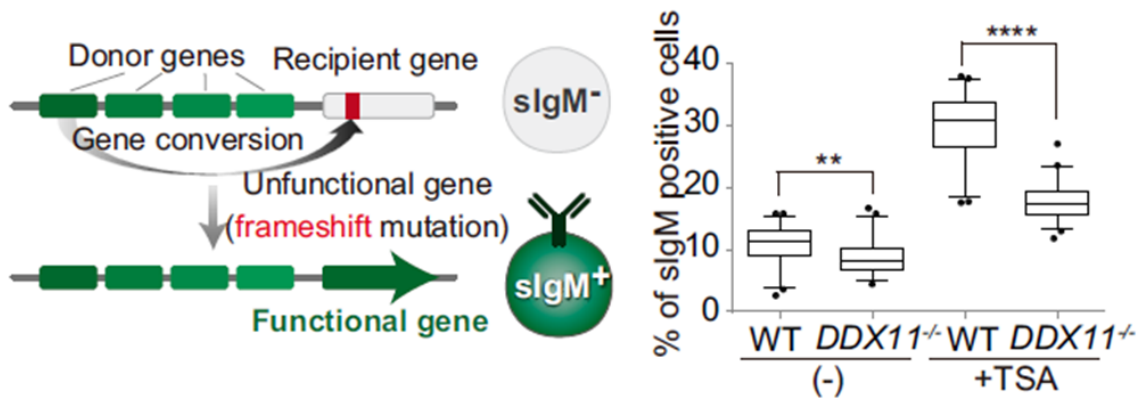 Donor genes
Recipient gene
sIgM-
Gene conversion
Unfunctional gene
(frameshift mutation)
sIgM+
Functional gene
% of sIgM positive cells
40
30
20
10
0
**
****
WT DDX11-/- WT DDX11-/-
(-) +TSA